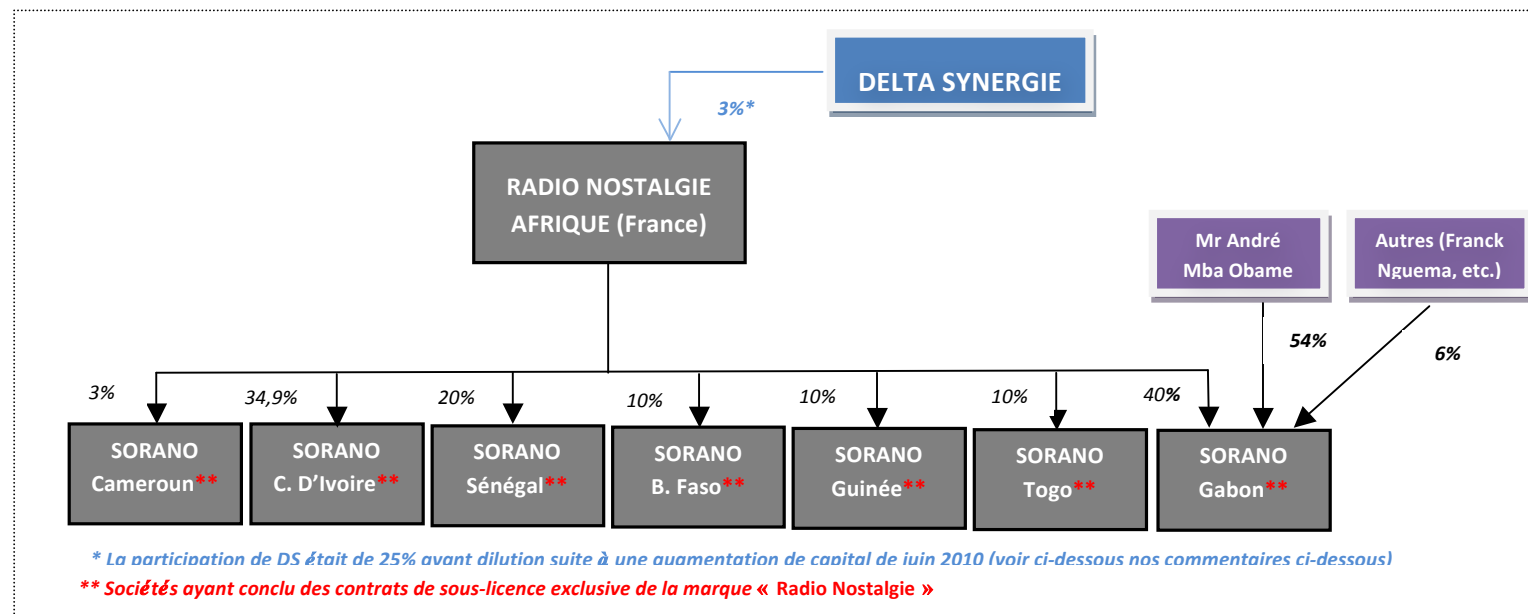 DELTA SYNERGIE
3%*
RADIO NOSTALGIE
AFRIQUE (France)
Mr André
Mba Obame
Autres (Franck
Nguema, etc.)
54%
6%
3%
34,9%
20%
10%
10%
10%
40%
SORANO
Cameroun**
SORANO
C. D’Ivoire**
SORANO
Sénégal**
SORANO
B. Faso**
SORANO
Guinée**
SORANO
Togo**
SORANO
Gabon**
* La participation de DS était de 25% avant dilution suite à une augmentation de capital de juin 2010 (voir ci-dessous nos commentaires ci-dessous)
** Sociétés ayant conclu des contrats de sous-licence exclusive de la marque « Radio Nostalgie »